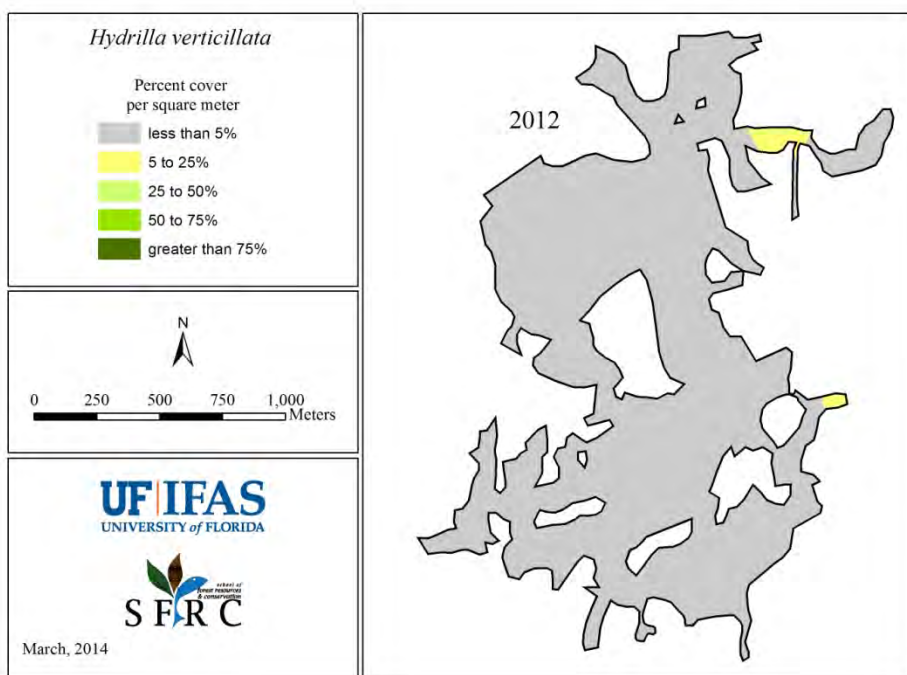 Hydrilla verticillata
Percent cover
per square meter
less than 5%
5 to 25%
25 to 50%
50 to 75%
greater than 75%
N
0 250 500 750 1,000
Meters
UF|IFAS
UNIVERSITY of FLORIDA
school of
forest resources
& conservation
SFRC
March, 2014
2012